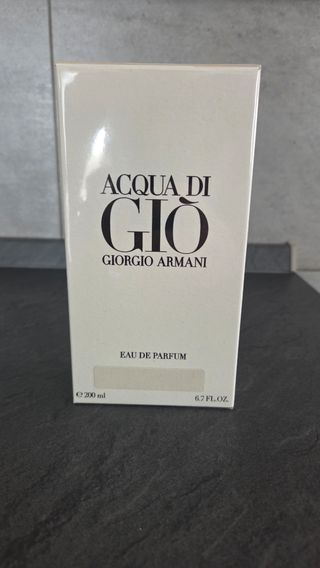 ACQUA DI
GIÒ
GIORGIO ARMANI
EAU DE PARFUM
℮ 200 ml 6.7 FL.OZ.